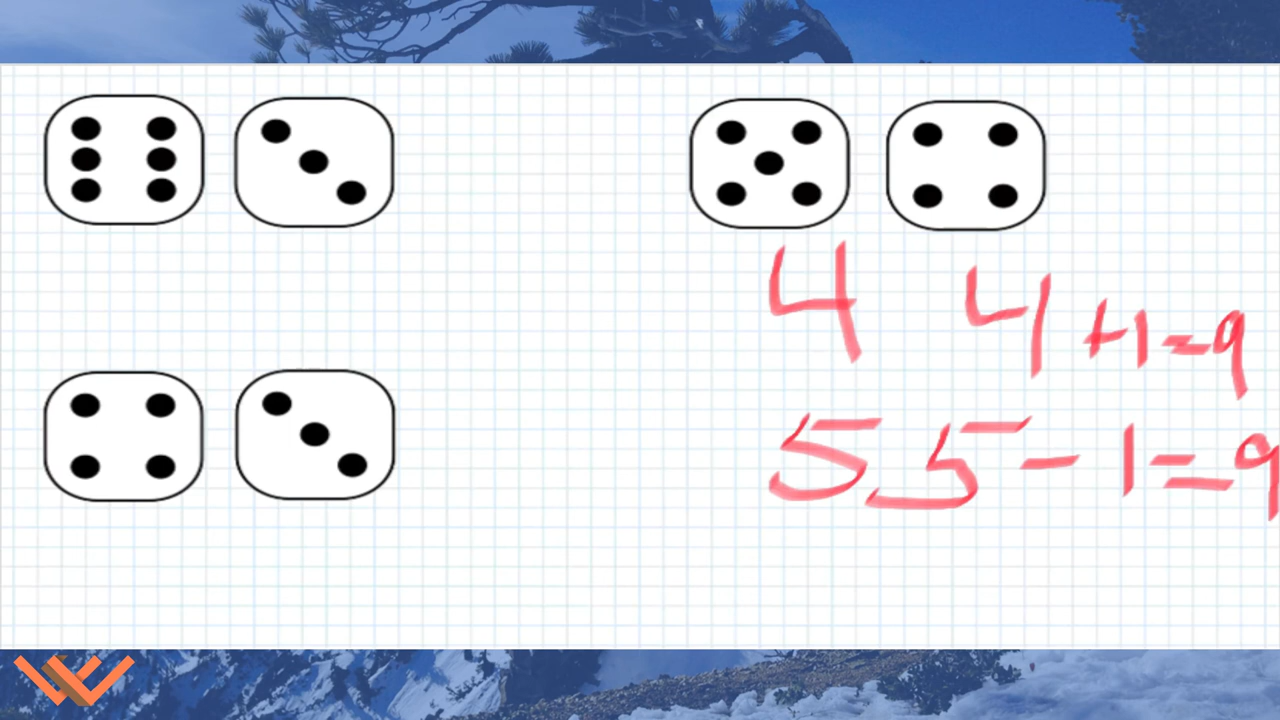 4 4 + 1 = 9
5 5 - 1 = 9